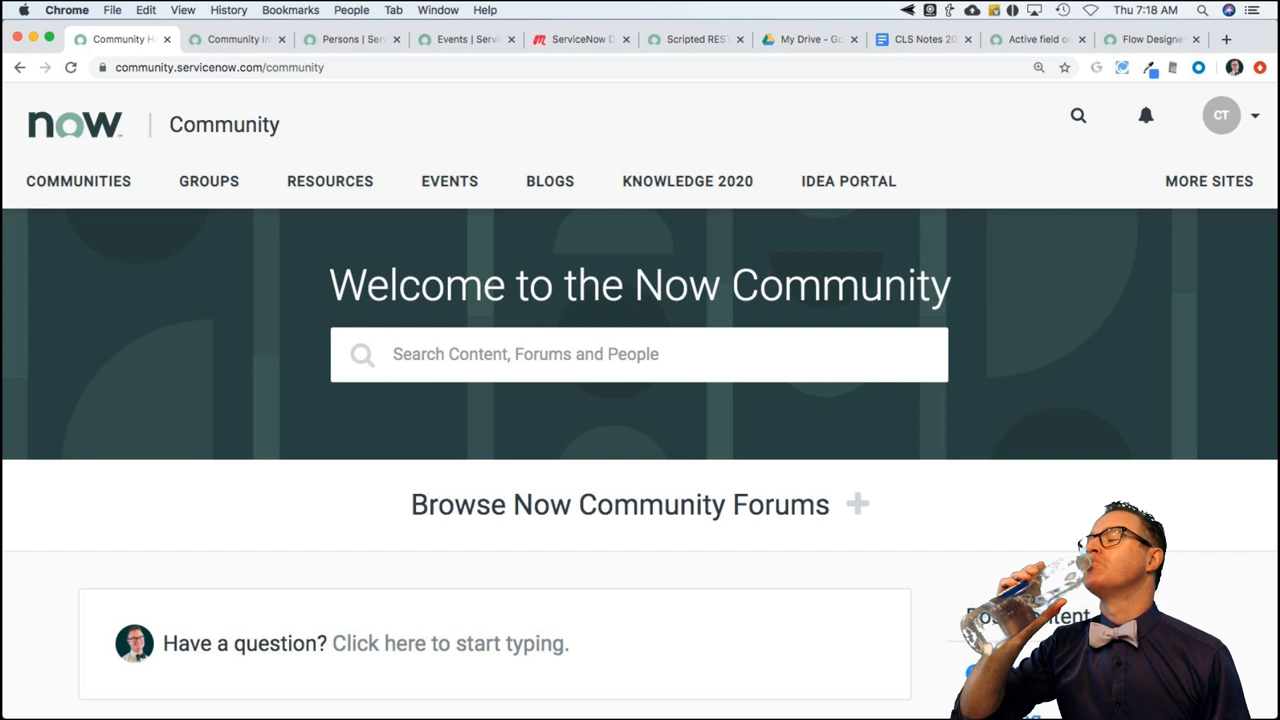 Chrome File Edit View History Bookmarks People Tab Window Help Thu 7:18 AM
Community H Community In Persons | Ser Events | Servi ServiceNow D Scripted RES My Drive - Go CLS Notes 20 Active field o Flow Designe
community.servicenow.com/community
now Community CT
COMMUNITIES GROUPS RESOURCES EVENTS BLOGS KNOWLEDGE 2020 IDEA PORTAL MORE SITES
Welcome to the Now Community
Search Content, Forums and People
Browse Now Community Forums
Have a question? Click here to start typing.